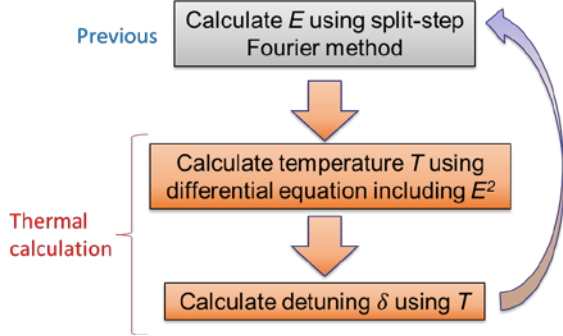 Previous
Calculate E using split-step
Fourier method
Calculate temperature T using
differential equation including E²
Thermal
calculation
Calculate detuning δ using T